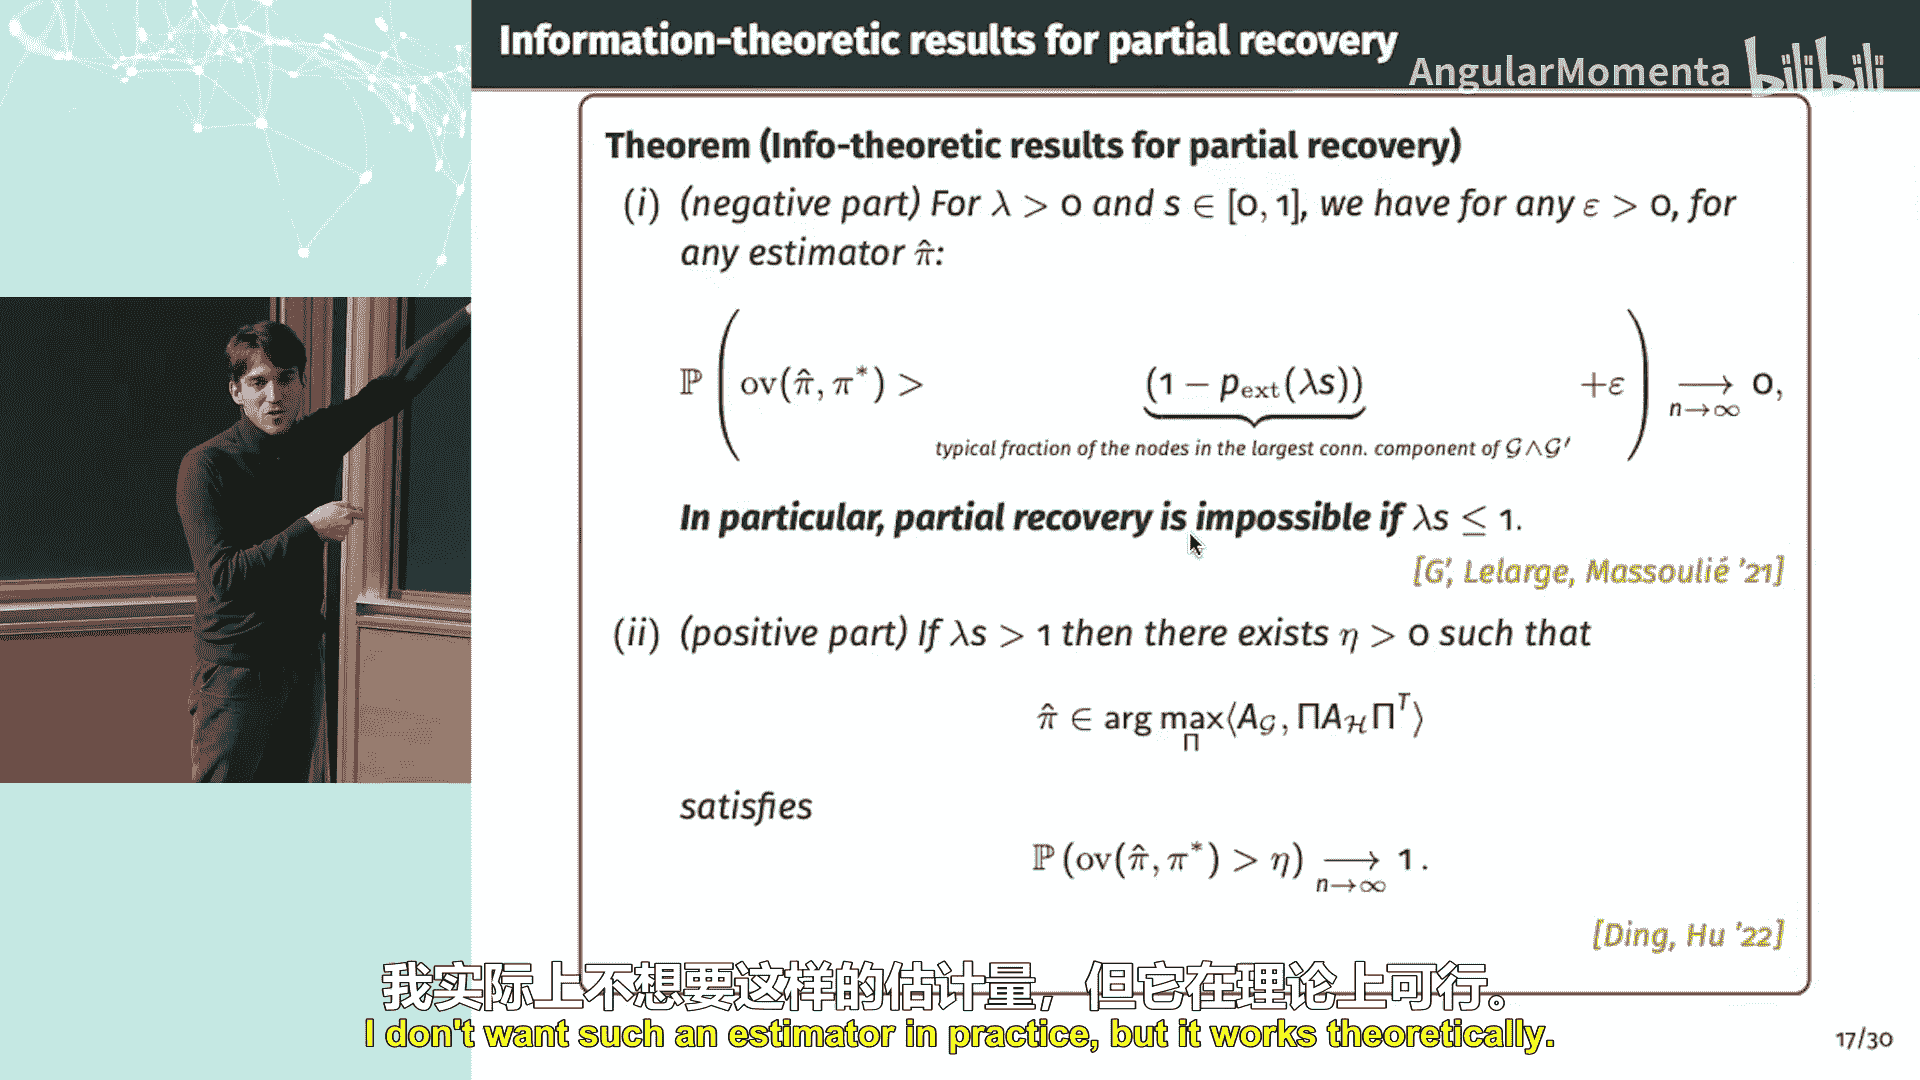 Information-theoretic results for partial recovery
AngularMomenta bilibili
Theorem (Info-theoretic results for partial recovery)
(i) (negative part) For λ > 0 and s ∈ [0, 1], we have for any ε > 0, for
any estimator π̂:
ℙ ( ov(π̂, π*) > (1 − p_ext(λs)) +ε ) ⟶ 0,
n→∞
typical fraction of the nodes in the largest conn. component of 𝒢∧𝒢′
In particular, partial recovery is impossible if λs ≤ 1.
[G., Lelarge, Massoulié '21]
(ii) (positive part) If λs > 1 then there exists η > 0 such that
π̂ ∈ arg max⟨A_𝒢, ΠA_ℋΠᵀ⟩
Π
satisfies
ℙ(ov(π̂, π*) > η) ⟶ 1.
n→∞
[Ding, Hu '22]
我实际上不想要这样的估计量，但它在理论上可行。
I don't want such an estimator in practice, but it works theoretically.
17/30